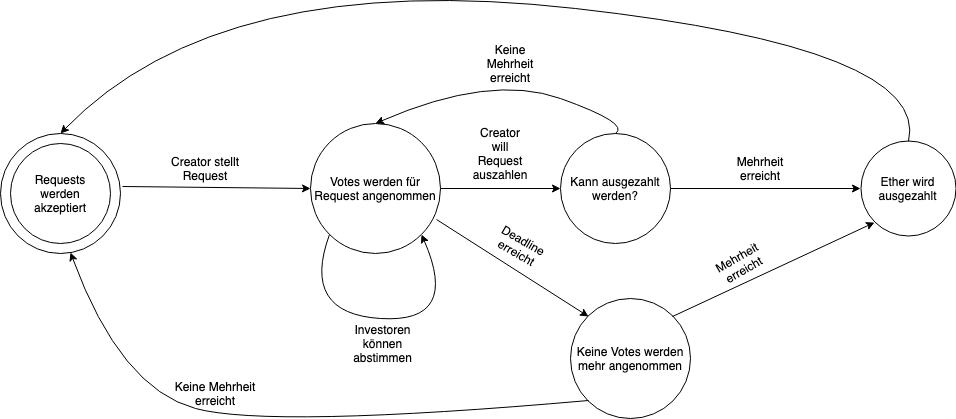 Keine
Mehrheit
erreicht
Requests
werden
akzeptiert
Creator stellt
Request
Votes werden für
Request angenommen
Creator
will
Request
auszahlen
Kann ausgezahlt
werden?
Mehrheit
erreicht
Ether wird
ausgezahlt
Deadline
erreicht
Mehrheit
erreicht
Investoren
können
abstimmen
Keine Votes werden
mehr angenommen
Keine Mehrheit
erreicht